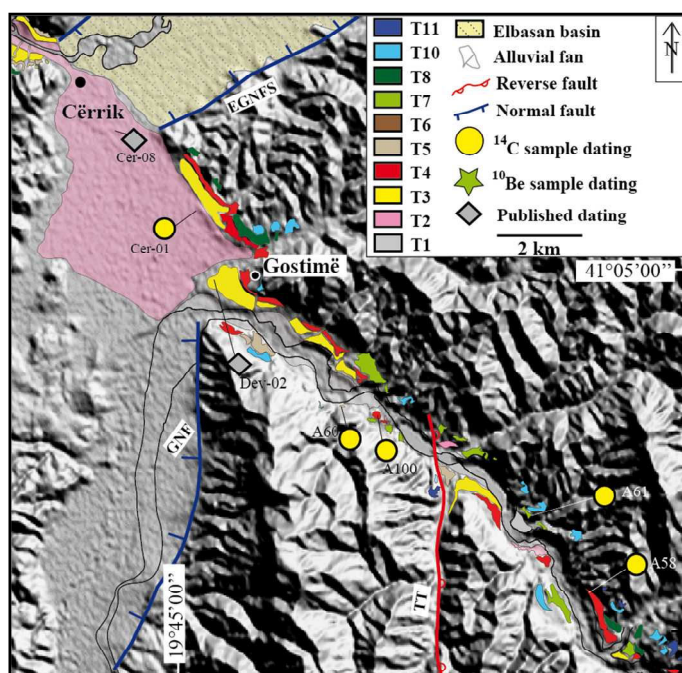 T11
T10
T8
T7
T6
T5
T4
T3
T2
T1
Elbasan basin
Alluvial fan
Reverse fault
Normal fault
¹⁴C sample dating
¹⁰Be sample dating
Published dating
2 km
N
EGNFS
Cërrik
Cer-08
Cer-01
Gostimë
41°05'00''
Dev-02
GNF
A60
A100
A61
A58
TT
19°45'00''